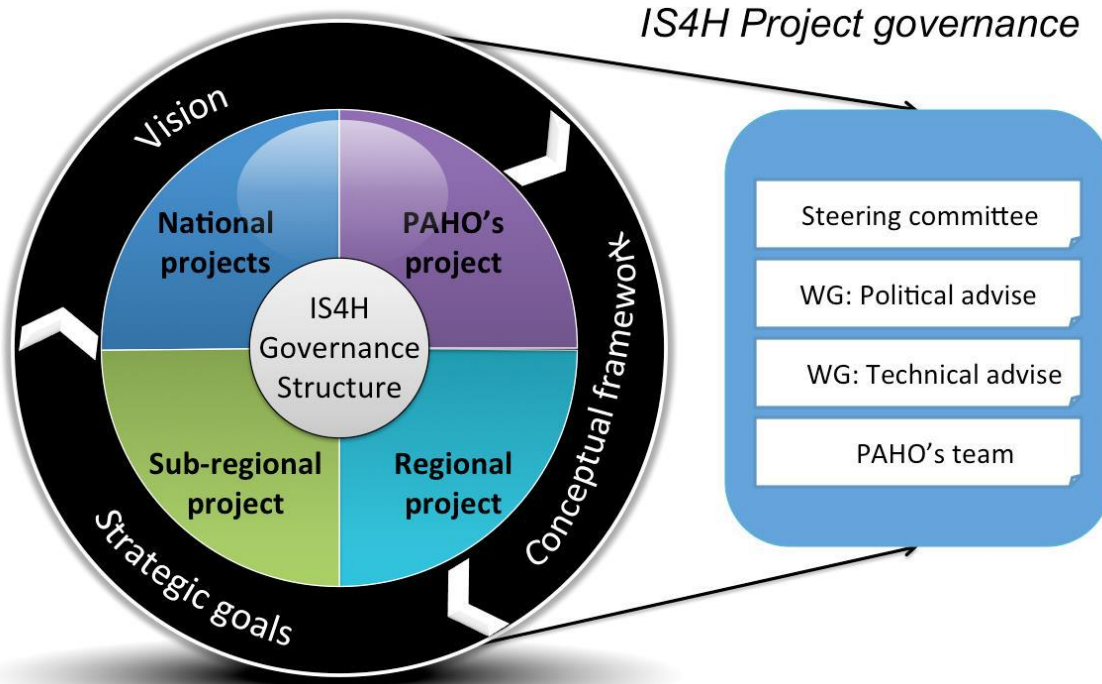 IS4H Project governance
Vision
National
projects
PAHO's
project
IS4H
Governance
Structure
Sub-regional
project
Regional
project
Conceptual framework
Strategic goals
Steering committee
WG: Political advise
WG: Technical advise
PAHO's team